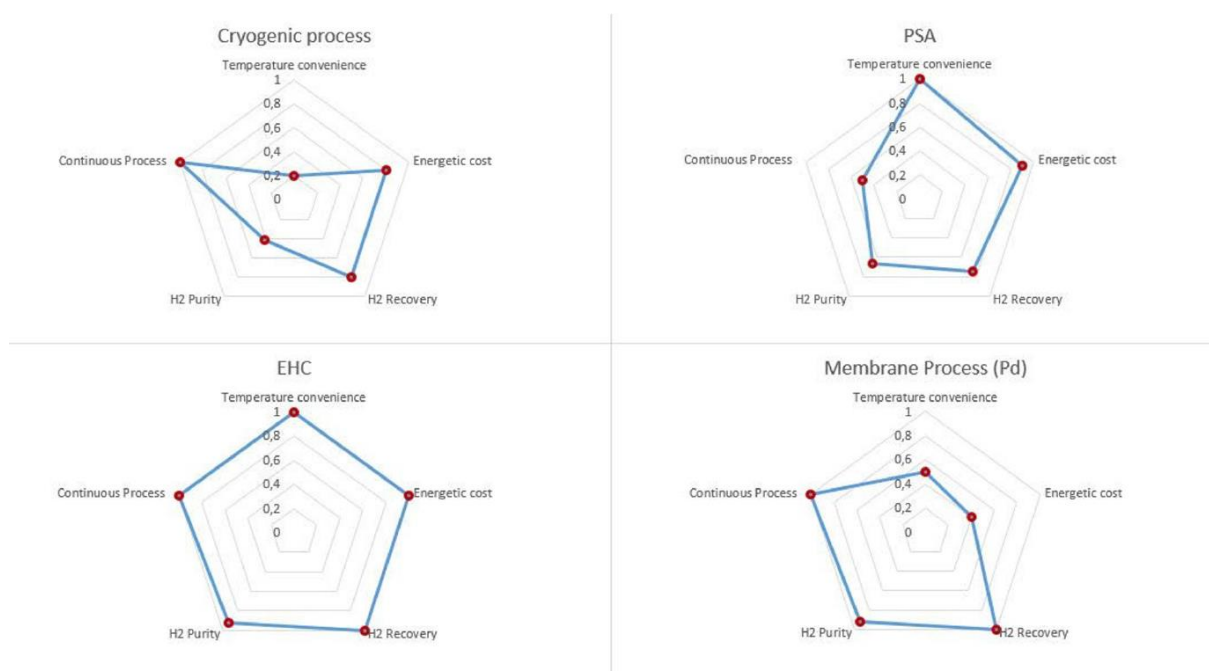 Cryogenic process
Temperature convenience
1
0,8
0,6
0,4
0,2
0
Continuous Process
Energetic cost
H2 Purity
H2 Recovery
PSA
Temperature convenience
1
0,8
0,6
0,4
0,2
0
Continuous Process
Energetic cost
H2 Purity
H2 Recovery
EHC
Temperature convenience
1
0,8
0,6
0,4
0,2
0
Continuous Process
Energetic cost
H2 Purity
H2 Recovery
Membrane Process (Pd)
Temperature convenience
1
0,8
0,6
0,4
0,2
0
Continuous Process
Energetic cost
H2 Purity
H2 Recovery